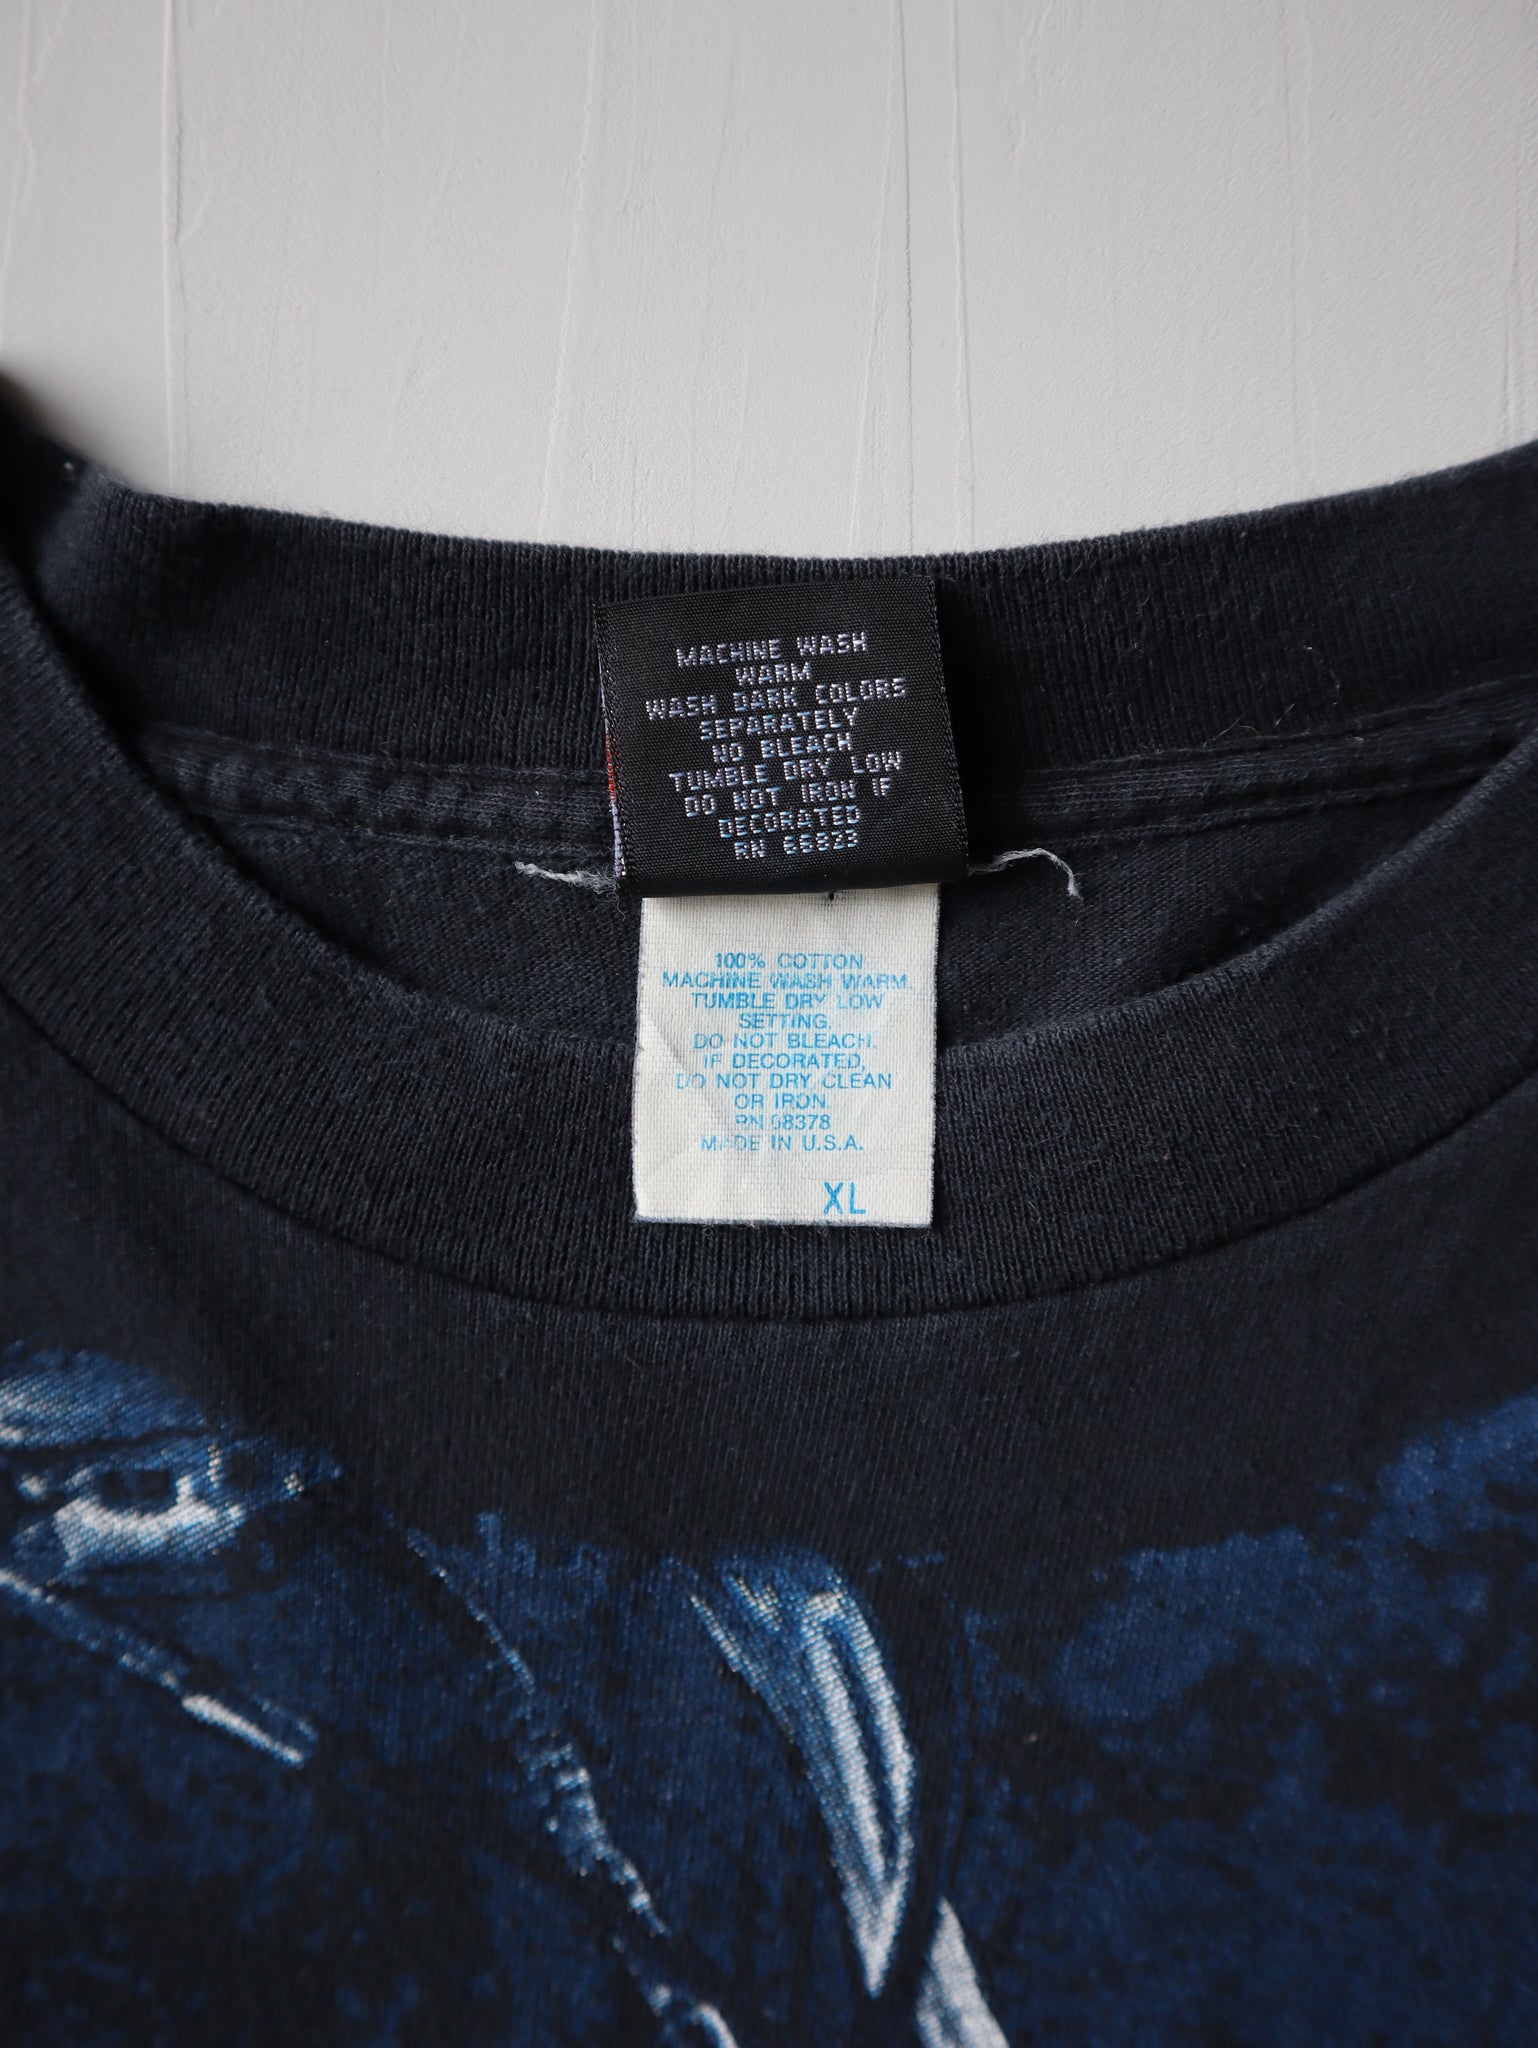 MACHINE WASH
WARM
WASH DARK COLORS
SEPARATELY
NO BLEACH
TUMBLE DRY LOW
DO NOT IRON IF
DECORATED
RN
100% COTTON
MACHINE WASH WARM.
TUMBLE DRY LOW
SETTING.
DO NOT BLEACH.
IF DECORATED,
DO NOT DRY CLEAN
OR IRON.
RN 68378
MADE IN U.S.A.
XL